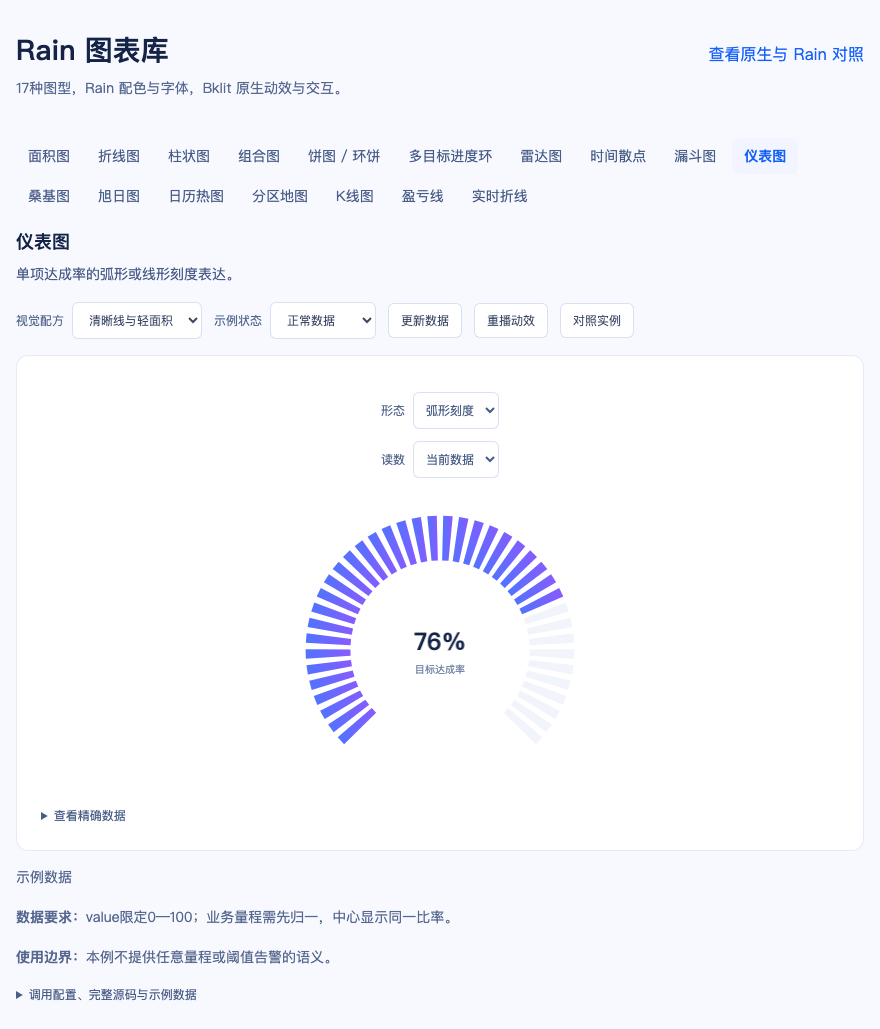 Rain 图表库
查看原生与 Rain 对照
17种图型，Rain 配色与字体，Bklit 原生动效与交互。
面积图 折线图 柱状图 组合图 饼图 / 环饼 多目标进度环 雷达图 时间散点 漏斗图 仪表图
桑基图 旭日图 日历热图 分区地图 K线图 盈亏线 实时折线
仪表图
单项达成率的弧形或线形刻度表达。
视觉配方 清晰线与轻面积 示例状态 正常数据 更新数据 重播动效 对照实例
形态 弧形刻度
读数 当前数据
76%
目标达成率
查看精确数据
示例数据
数据要求：value限定0—100；业务量程需先归一，中心显示同一比率。
使用边界：本例不提供任意量程或阈值告警的语义。
调用配置、完整源码与示例数据